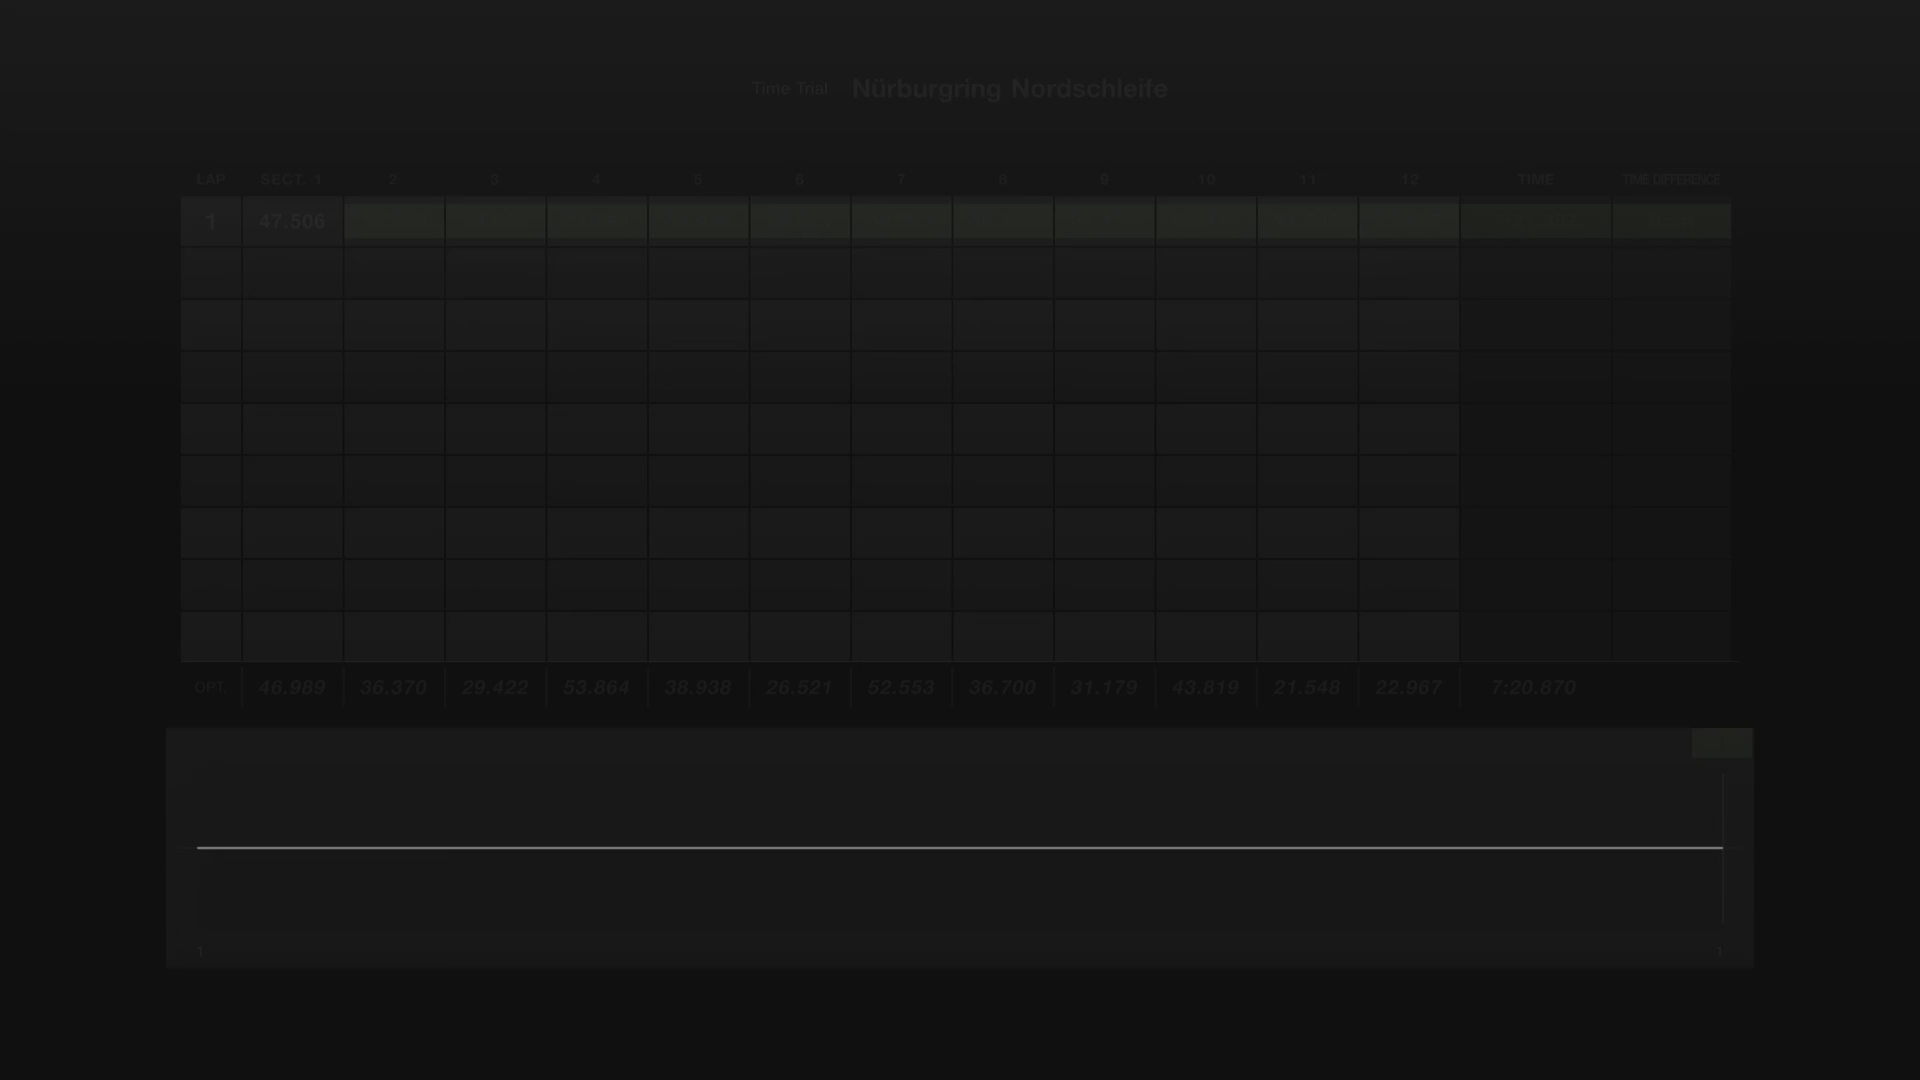 Time Trial Nürburgring Nordschleife
LAP SECT 1 2 3 4 5 6 7 8 9 10 11 12 TIME TIME DIFFERENCE
1 47.506
OPT. 46.989 36.370 29.422 53.864 38.938 26.521 52.553 36.700 31.179 43.819 21.548 22.967 7:20.870
1 1